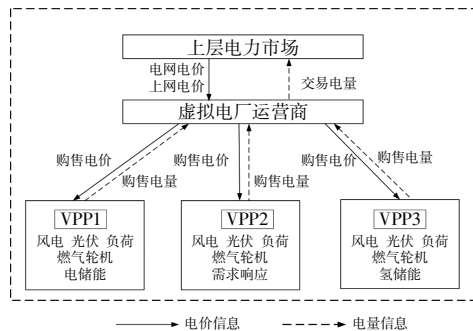 上层电力市场
电网电价
上网电价
交易电量
虚拟电厂运营商
购售电价
购售电量
购售电价
购售电量
购售电价
购售电量
VPP1
风电 光伏 负荷
燃气轮机
电储能
VPP2
风电 光伏 负荷
燃气轮机
需求响应
VPP3
风电 光伏 负荷
燃气轮机
氢储能
电价信息
电量信息